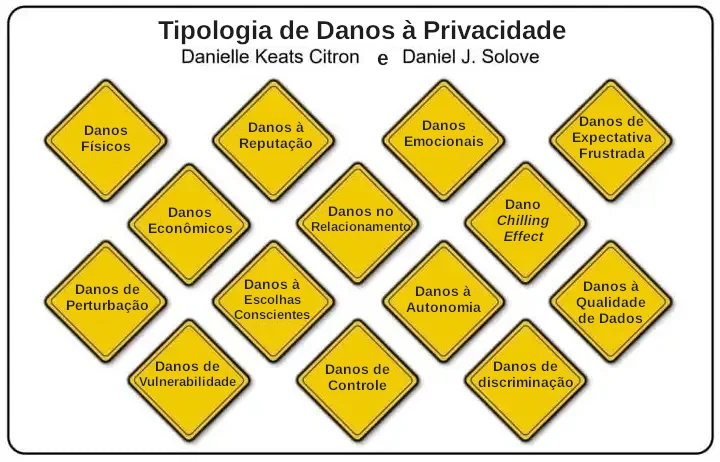 Tipologia de Danos à Privacidade
Danielle Keats Citron e Daniel J. Solove
Danos
Físicos
Danos à
Reputação
Danos
Emocionais
Danos de
Expectativa
Frustrada
Danos
Econômicos
Danos no
Relacionamento
Dano
Chilling
Effect
Danos de
Perturbação
Danos à
Escolhas
Conscientes
Danos à
Autonomia
Danos à
Qualidade
de Dados
Danos de
Vulnerabilidade
Danos de
Controle
Danos de
discriminação